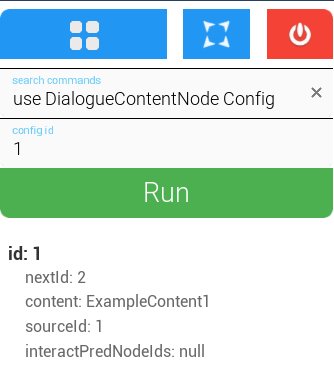 search commands
use DialogueContentNode Config
config id
1
Run
id: 1
nextId: 2
content: ExampleContent1
sourceId: 1
interactPredNodeIds: null